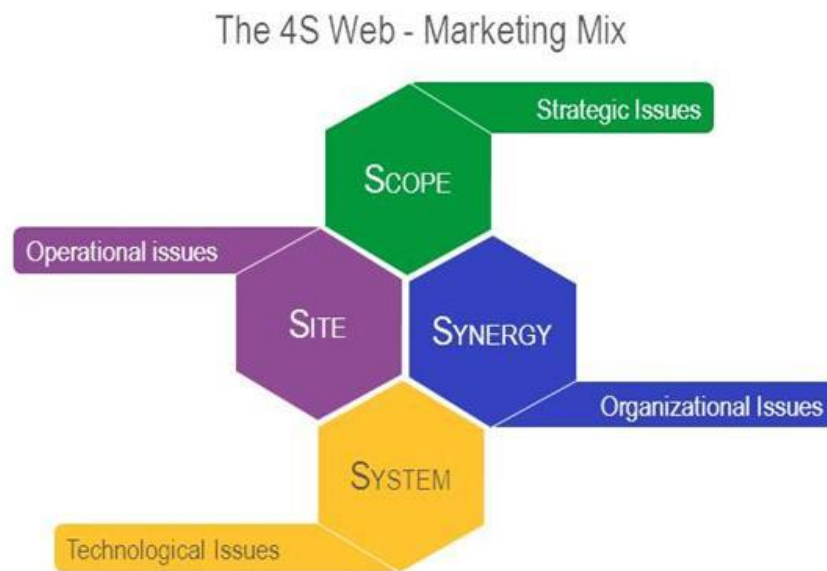 The 4S Web - Marketing Mix
Strategic Issues
SCOPE
Operational issues
SITE
SYNERGY
Organizational Issues
SYSTEM
Technological Issues